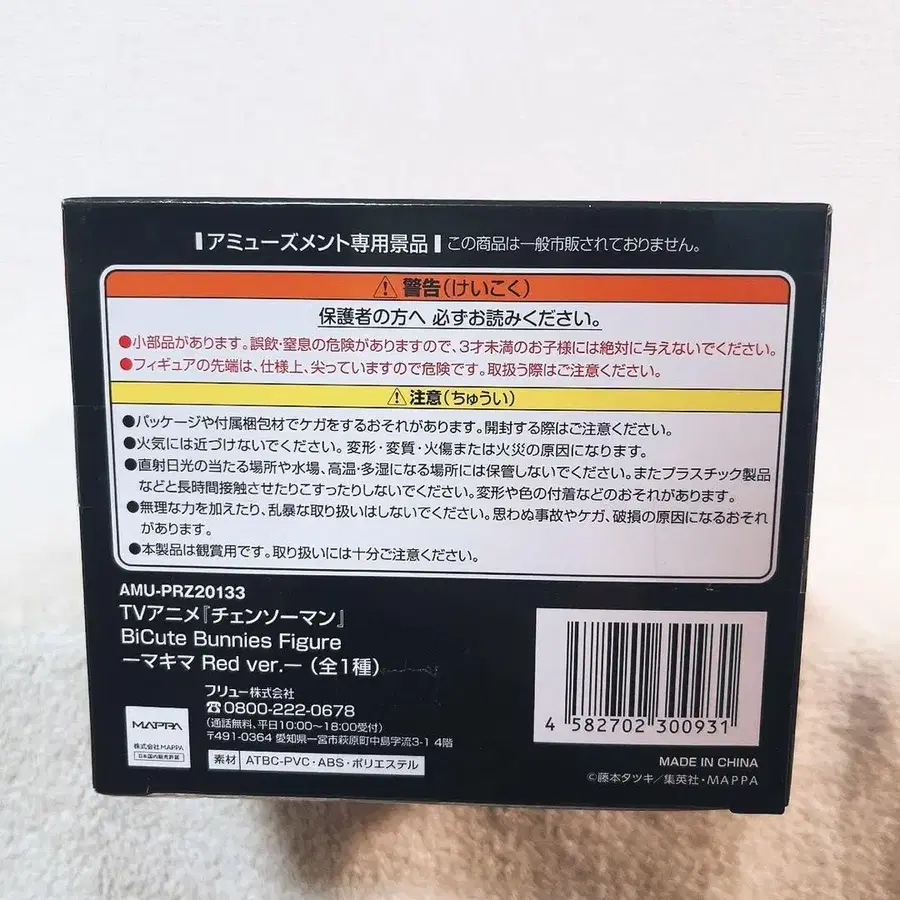 アミューズメント専用景品 この商品は一般市販されておりません。
⚠警告(けいこく)
保護者の方へ 必ずお読みください。
●小部品があります。誤飲・窒息の危険がありますので、3才未満のお子様には絶対に与えないでください。
●フィギュアの先端は、仕様上、尖っていますので危険です。取扱う際はご注意ください。
⚠注意(ちゅうい)
●パッケージや付属梱包材でケガをするおそれがあります。開封する際はご注意ください。
●火気には近づけないでください。変形・変質・火傷または火災の原因になります。
●直射日光の当たる場所や水場、高温・多湿になる場所には保管しないでください。またプラスチック製品
などと長時間接触させたりこすったりしないでください。変形や色の付着などのおそれがあります。
●無理な力を加えたり、乱暴な取り扱いはしないでください。思わぬ事故やケガ、破損の原因になるおそれ
があります。
●本製品は観賞用です。取り扱いには十分ご注意ください。
AMU-PRZ20133
TVアニメ『チェンソーマン』
BiCute Bunnies Figure
ーマキマ Red ver.ー (全1種)
フリュー株式会社
☎0800-222-0678
(通話無料、平日10:00〜18:00受付)
〒491-0364 愛知県一宮市萩原町中島字流3-1 4階
MAPPA
株式会社MAPPA
日本国内販売許諾
素材 ATBC-PVC・ABS・ポリエステル
4 582702 300931
MADE IN CHINA
©藤本タツキ/集英社・MAPPA